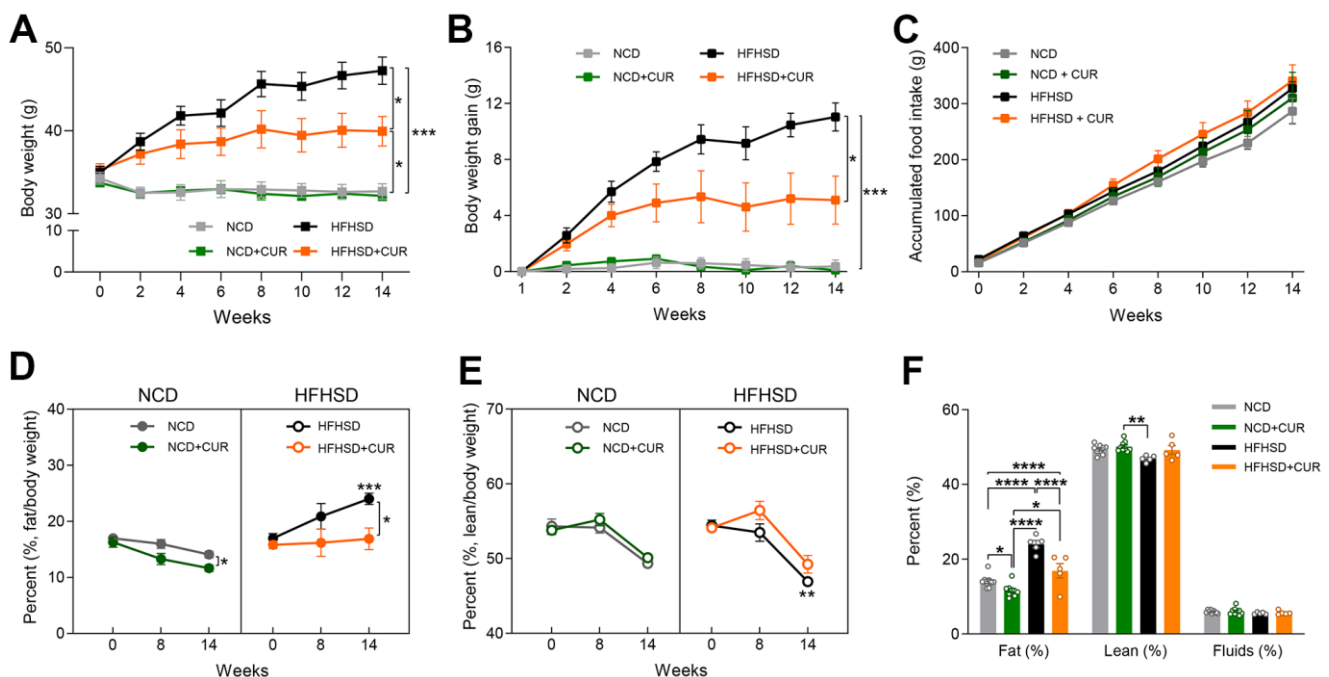 A
Body weight (g)
50
40
30
10
0
*
*
***
NCD
HFHSD
NCD+CUR
HFHSD+CUR
0 2 4 6 8 10 12 14
Weeks
B
Body weight gain (g)
16
12
8
4
0
NCD
HFHSD
NCD+CUR
HFHSD+CUR
*
***
1 2 4 6 8 10 12 14
Weeks
C
Accumulated food intake (g)
400
300
200
100
0
NCD
NCD + CUR
HFHSD
HFHSD + CUR
0 2 4 6 8 10 12 14
Weeks
D
NCD HFHSD
Percent (%, fat/body weight)
40
30
20
10
0
NCD
NCD+CUR
HFHSD
HFHSD+CUR
*
***
*
0 8 14 0 8 14
Weeks
E
NCD HFHSD
Percent (%, lean/body weight)
70
60
50
40
NCD
NCD+CUR
HFHSD
HFHSD+CUR
**
0 8 14 0 8 14
Weeks
F
Percent (%)
60
40
20
0
NCD
NCD+CUR
HFHSD
HFHSD+CUR
**
****
**** ****
*
****
*
Fat (%) Lean (%) Fluids (%)